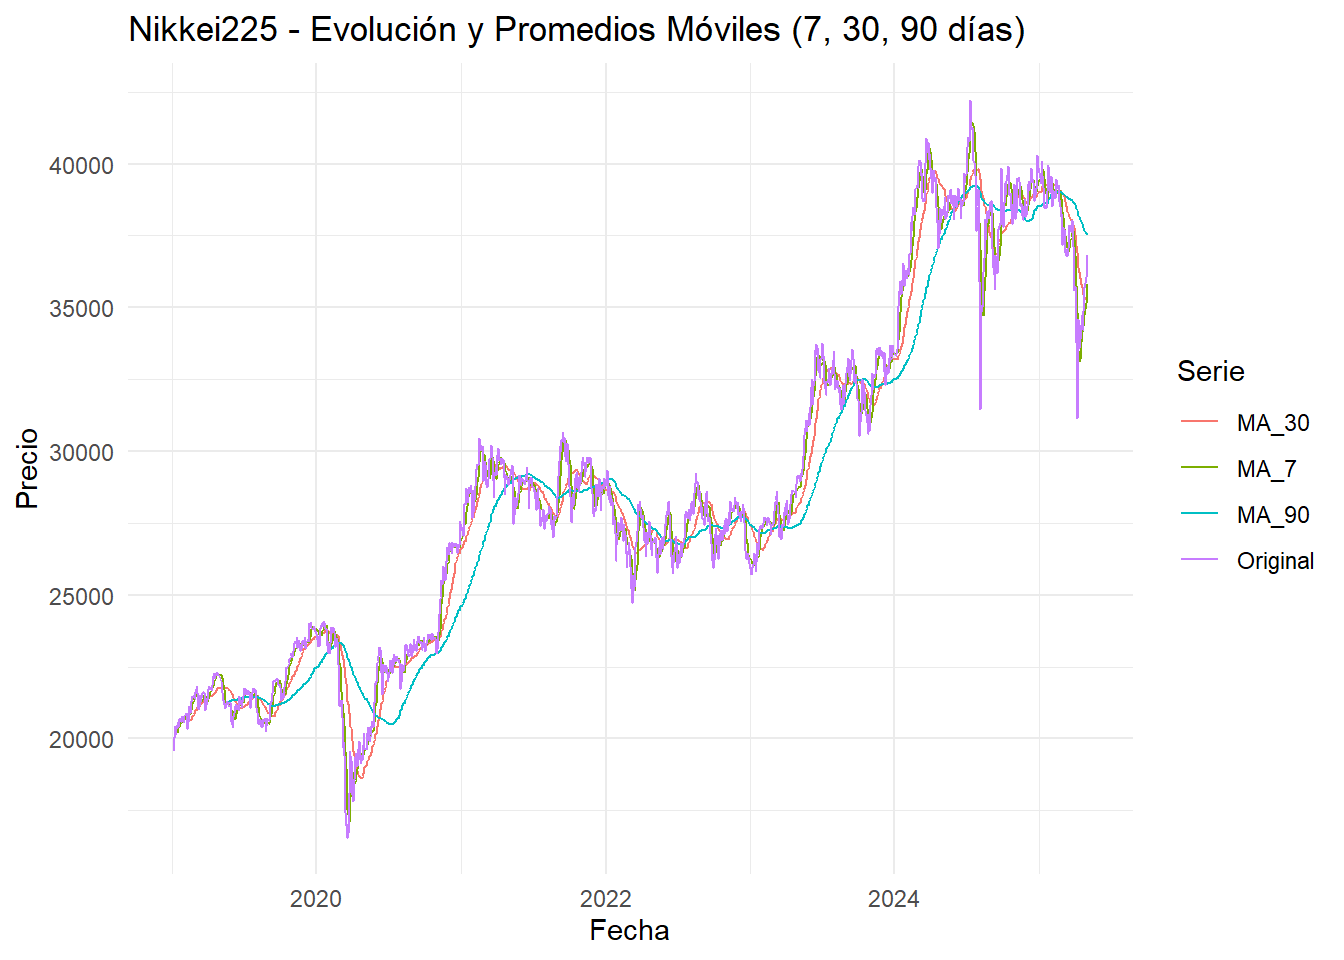 Nikkei225 - Evolución y Promedios Móviles (7, 30, 90 días)
40000
35000
30000
25000
20000
Precio
2020
2022
2024
Fecha
Serie
MA_30
MA_7
MA_90
Original